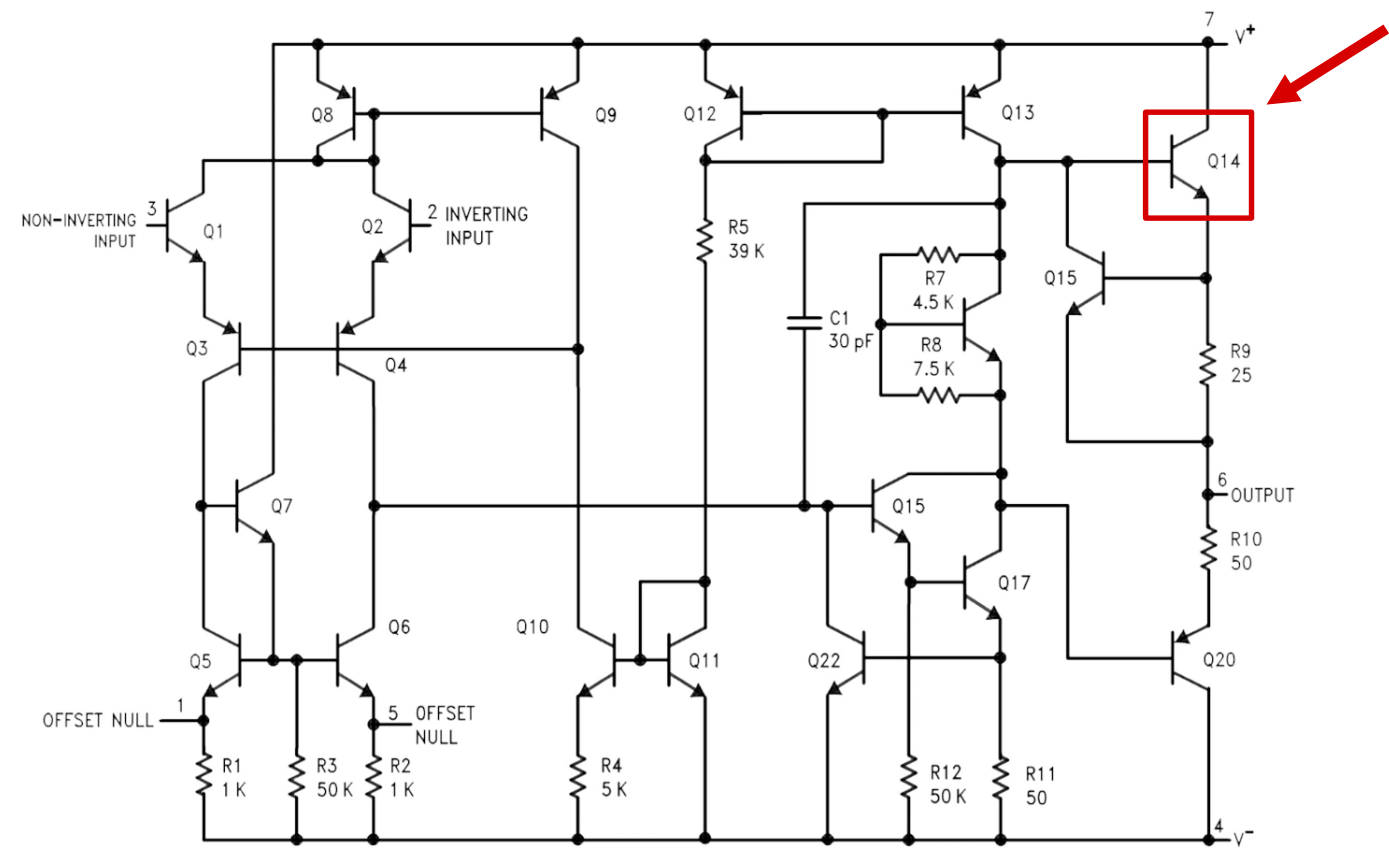 7
V+
Q8
Q9
Q12
Q13
Q14
3
NON-INVERTING
INPUT
Q1
Q2
2 INVERTING
INPUT
R5
39 K
R7
4.5 K
Q15
Q3
Q4
C1
30 pF
R8
7.5 K
R9
25
Q7
Q15
6
OUTPUT
R10
50
Q17
Q5
Q6
Q10
Q11
Q22
Q20
1
OFFSET NULL
5 OFFSET
NULL
R1
1 K
R3
50 K
R2
1 K
R4
5 K
R12
50 K
R11
50
4
V-